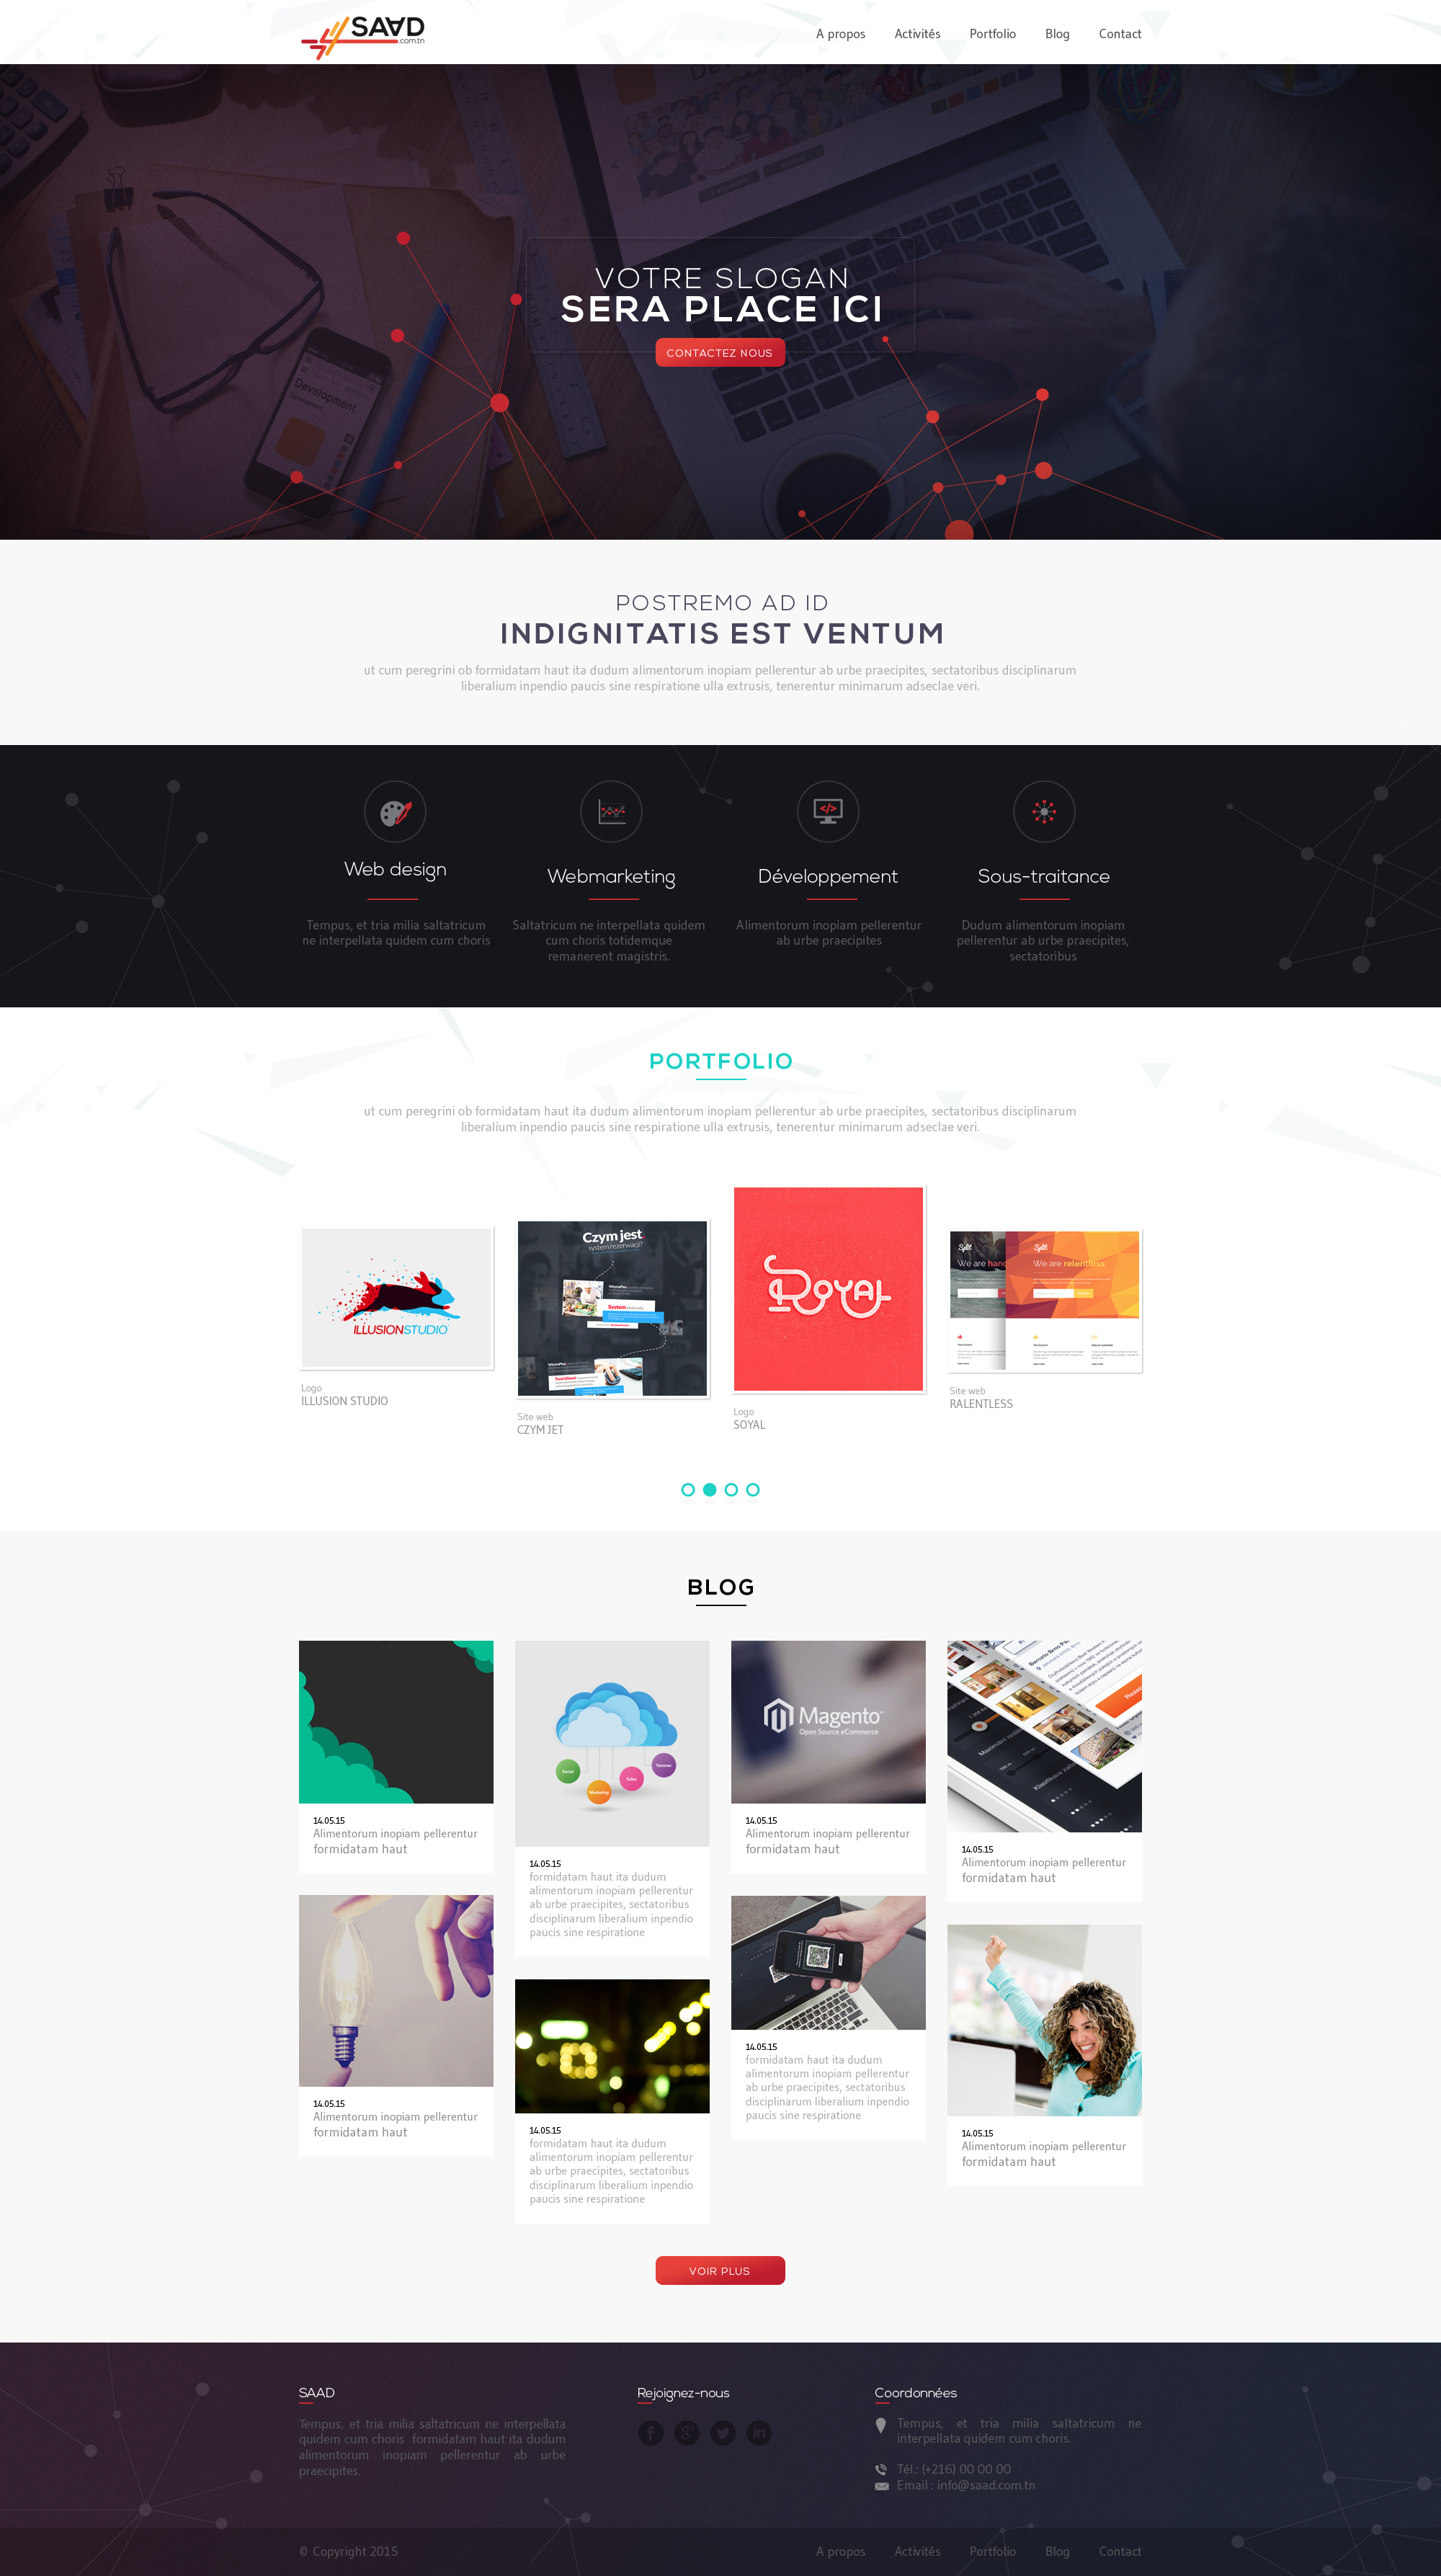 SAAD
.com.tn
A propos Activités Portfolio Blog Contact
Development
VOTRE SLOGAN
SERA PLACE ICI
CONTACTEZ NOUS
POSTREMO AD ID
INDIGNITATIS EST VENTUM
ut cum peregrini ob formidatam haut ita dudum alimentorum inopiam pellerentur ab urbe praecipites, sectatoribus disciplinarum
liberalium inpendio paucis sine respiratione ulla extrusis, tenerentur minimarum adseclae veri.
Web design
Tempus, et tria milia saltatricum
ne interpellata quidem cum choris
Webmarketing
Saltatricum ne interpellata quidem
cum choris totidemque
remanerent magistris.
Développement
Alimentorum inopiam pellerentur
ab urbe praecipites
Sous-traitance
Dudum alimentorum inopiam
pellerentur ab urbe praecipites,
sectatoribus
PORTFOLIO
ut cum peregrini ob formidatam haut ita dudum alimentorum inopiam pellerentur ab urbe praecipites, sectatoribus disciplinarum
liberalium inpendio paucis sine respiratione ulla extrusis, tenerentur minimarum adseclae veri.
ILLUSIONSTUDIO
Logo
ILLUSION STUDIO
Czym jest
system rezerwacji?
System
Site web
CZYM JET
SOYAL
Logo
SOYAL
Split
We are
Split
We are relentless
Site web
RALENTLESS
BLOG
14.05.15
Alimentorum inopiam pellerentur
formidatam haut
Social
Marketing
Sales
Yammer
14.05.15
formidatam haut ita dudum
alimentorum inopiam pellerentur
ab urbe praecipites, sectatoribus
disciplinarum liberalium inpendio
paucis sine respiratione
Magento
Open Source eCommerce
14.05.15
Alimentorum inopiam pellerentur
formidatam haut
14.05.15
Alimentorum inopiam pellerentur
formidatam haut
14.05.15
Alimentorum inopiam pellerentur
formidatam haut
14.05.15
formidatam haut ita dudum
alimentorum inopiam pellerentur
ab urbe praecipites, sectatoribus
disciplinarum liberalium inpendio
paucis sine respiratione
14.05.15
formidatam haut ita dudum
alimentorum inopiam pellerentur
ab urbe praecipites, sectatoribus
disciplinarum liberalium inpendio
paucis sine respiratione
14.05.15
Alimentorum inopiam pellerentur
formidatam haut
VOIR PLUS
SAAD
Tempus, et tria milia saltatricum ne interpellata
quidem cum choris formidatam haut ita dudum
alimentorum inopiam pellerentur ab urbe
praecipites.
Rejoignez-nous
Coordonnées
Tempus, et tria milia saltatricum ne
interpellata quidem cum choris.
Tél.: (+216) 00 00 00
Email : info@saad.com.tn
© Copyright 2015
A propos Activités Portfolio Blog Contact